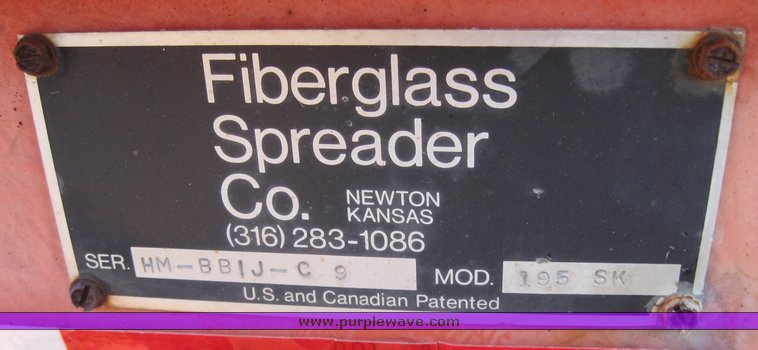 Fiberglass
Spreader
Co. NEWTON KANSAS
(316) 283-1086
SER. HM-BB1J-C 9 MOD. 195 SK
U.S. and Canadian Patented
www.purplewave.com